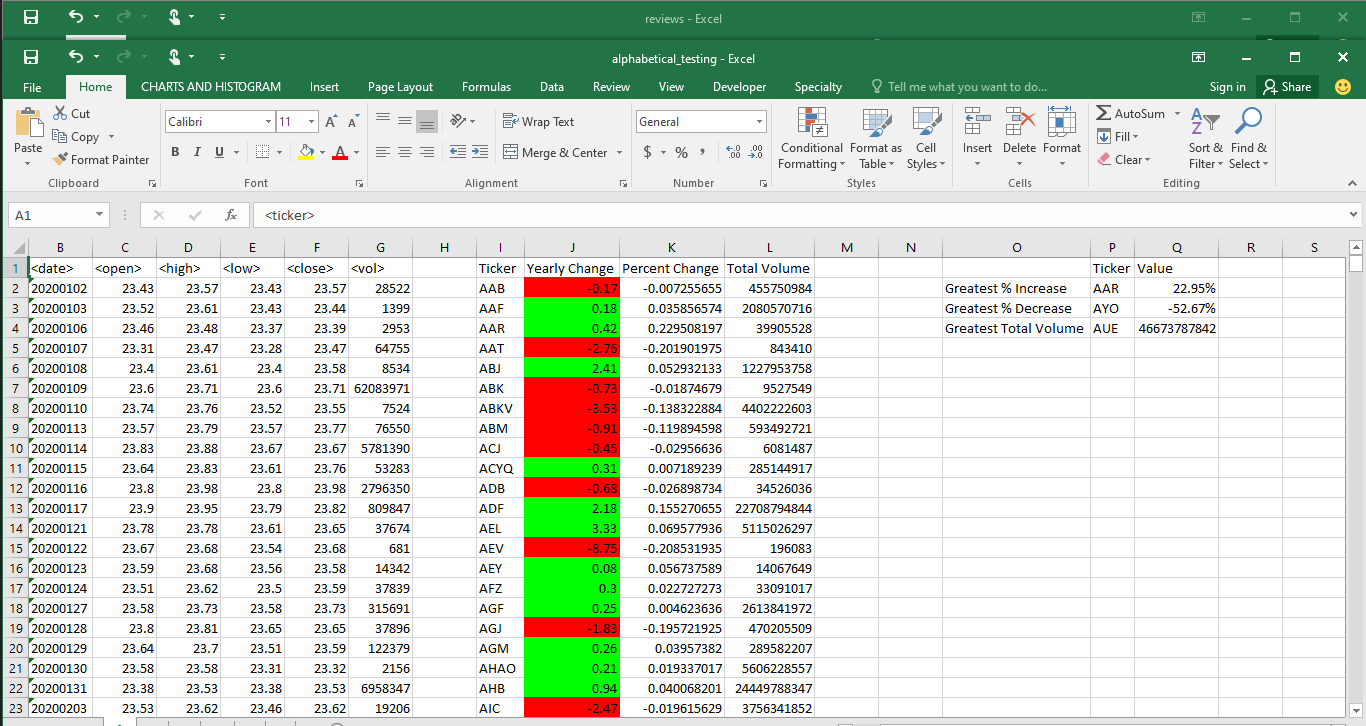 reviews - Excel
alphabetical_testing - Excel
File Home CHARTS AND HISTOGRAM Insert Page Layout Formulas Data Review View Developer Specialty Tell me what you want to do... Sign in Share
Paste Cut Copy Format Painter Clipboard
Calibri 11 A A B I U A Font
Wrap Text Merge & Center Alignment
General $ % , .00 .0 Number
Conditional Formatting Format as Table Cell Styles Styles
Insert Delete Format Cells
AutoSum Fill Clear Sort & Filter Find & Select Editing
A1 fx <ticker>
B C D E F G H I J K L M N O P Q R S
1 <date> <open> <high> <low> <close> <vol> Ticker Yearly Change Percent Change Total Volume Ticker Value
2 20200102 23.43 23.57 23.43 23.57 28522 AAB -0.17 -0.007255655 455750984 Greatest % Increase AAR 22.95%
3 20200103 23.52 23.61 23.43 23.44 1399 AAF 0.18 0.035856574 2080570716 Greatest % Decrease AYO -52.67%
4 20200106 23.46 23.48 23.37 23.39 2953 AAR 0.42 0.229508197 39905528 Greatest Total Volume AUE 46673787842
5 20200107 23.31 23.47 23.28 23.47 64755 AAT -2.76 -0.201901975 843410
6 20200108 23.4 23.61 23.4 23.58 8534 ABJ 2.41 0.052932133 1227953758
7 20200109 23.6 23.71 23.6 23.71 62083971 ABK -0.73 -0.01874679 9527549
8 20200110 23.74 23.76 23.52 23.55 7524 ABKV -3.53 -0.138322884 4402222603
9 20200113 23.57 23.79 23.57 23.77 76550 ABM -0.91 -0.119894598 593492721
10 20200114 23.83 23.88 23.67 23.67 5781390 ACJ -0.45 -0.02956636 6081487
11 20200115 23.64 23.83 23.61 23.76 53283 ACYQ 0.31 0.007189239 285144917
12 20200116 23.8 23.98 23.8 23.98 2796350 ADB -0.68 -0.026898734 34526036
13 20200117 23.9 23.95 23.79 23.82 809847 ADF 2.18 0.155270655 22708794844
14 20200121 23.78 23.78 23.61 23.65 37674 AEL 3.33 0.069577936 5115026297
15 20200122 23.67 23.68 23.54 23.68 681 AEV -8.75 -0.208531935 196083
16 20200123 23.59 23.68 23.56 23.58 14342 AEY 0.08 0.056737589 14067649
17 20200124 23.51 23.62 23.5 23.59 37839 AFZ 0.3 0.022727273 33091017
18 20200127 23.58 23.73 23.58 23.73 315691 AGF 0.25 0.004623636 2613841972
19 20200128 23.8 23.81 23.65 23.65 37896 AGJ -1.83 -0.195721925 470205509
20 20200129 23.64 23.7 23.51 23.59 122379 AGM 0.26 0.03957382 289582207
21 20200130 23.58 23.58 23.31 23.32 2156 AHAO 0.21 0.019337017 5606228557
22 20200131 23.38 23.53 23.38 23.53 6958347 AHB 0.94 0.040068201 24449788347
23 20200203 23.53 23.62 23.46 23.62 19206 AIC -2.47 -0.019615629 3756341852